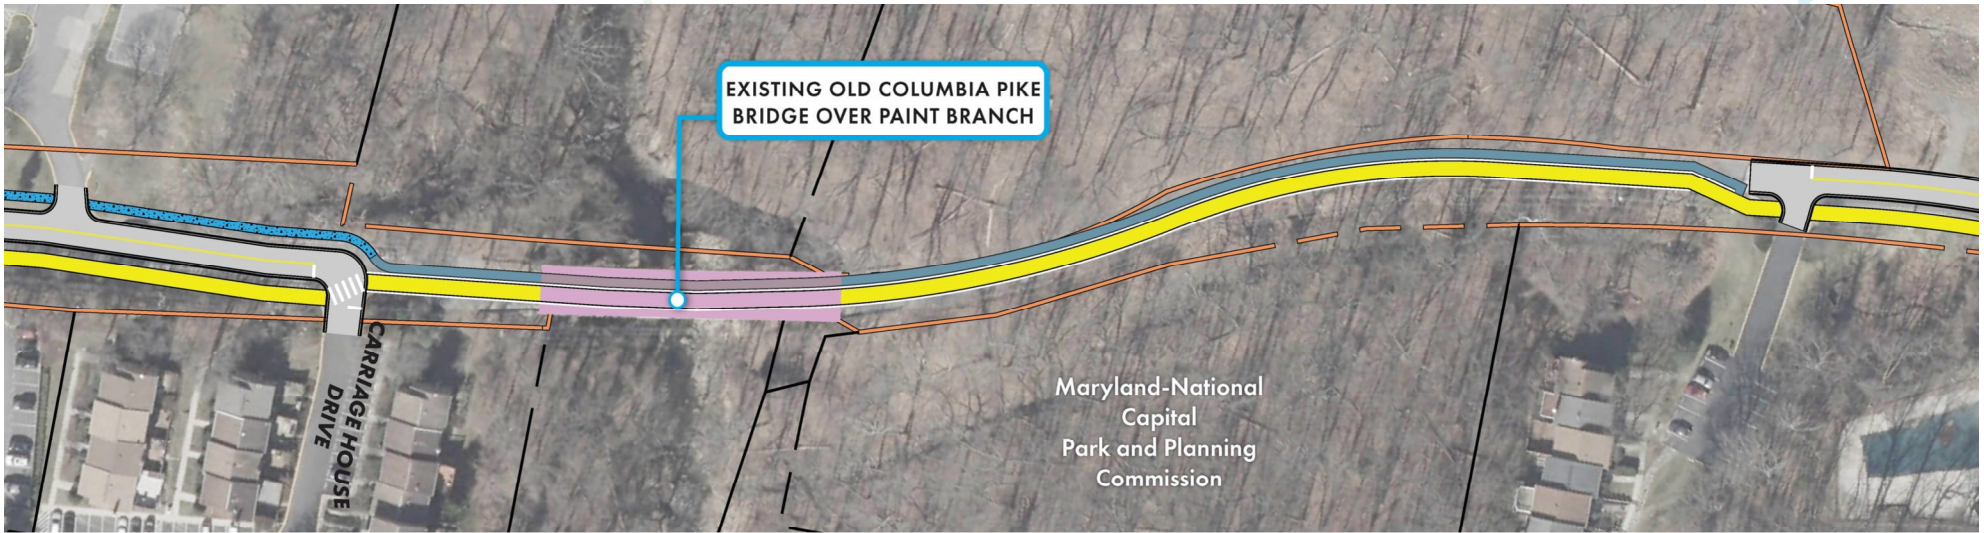 EXISTING OLD COLUMBIA PIKE
BRIDGE OVER PAINT BRANCH
CARRIAGE HOUSE
DRIVE
Maryland-National
Capital
Park and Planning
Commission